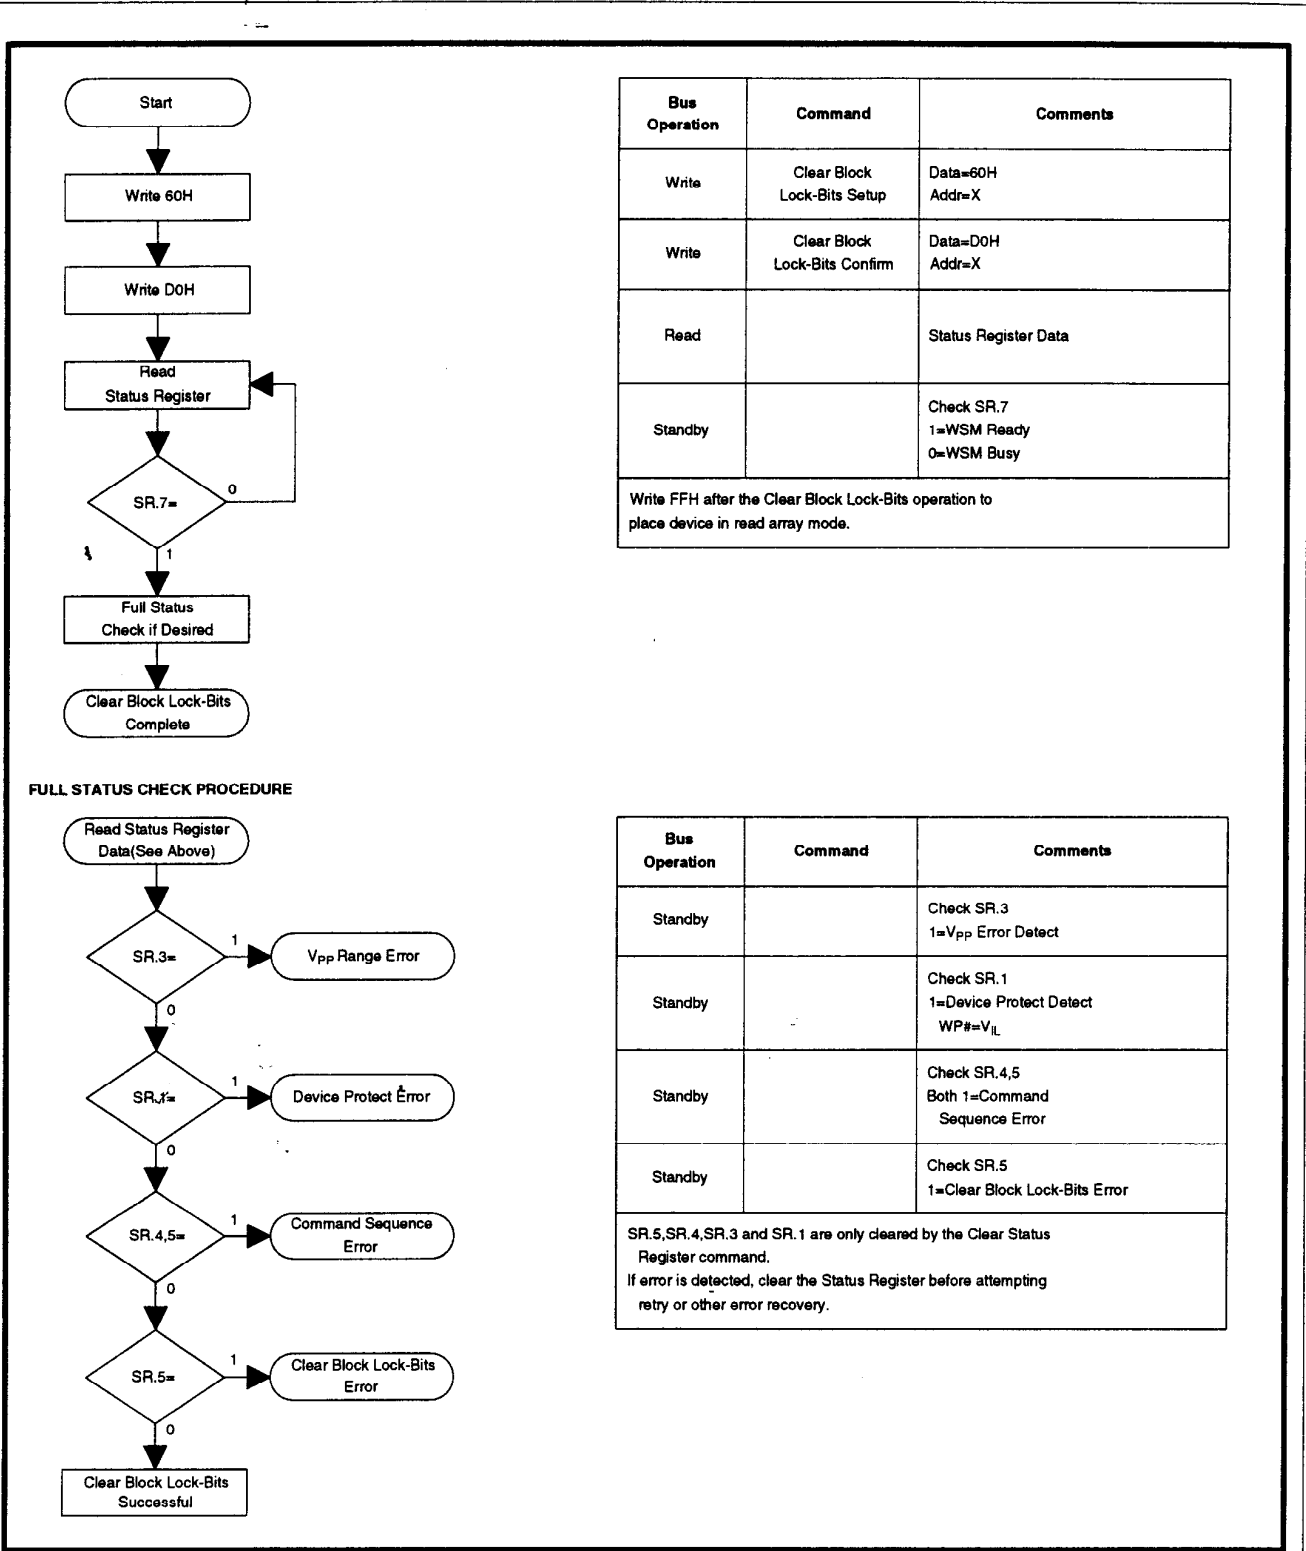 Start
Write 60H
Write D0H
Read
Status Register
SR.7=
0
1
Full Status
Check if Desired
Clear Block Lock-Bits
Complete
Bus
Operation
Command
Comments
Write
Clear Block
Lock-Bits Setup
Data=60H
Addr=X
Write
Clear Block
Lock-Bits Confirm
Data=D0H
Addr=X
Read
Status Register Data
Standby
Check SR.7
1=WSM Ready
0=WSM Busy
Write FFH after the Clear Block Lock-Bits operation to
place device in read array mode.
FULL STATUS CHECK PROCEDURE
Read Status Register
Data(See Above)
SR.3=
1
VPP Range Error
0
SR.1=
1
Device Protect Error
0
SR.4,5=
1
Command Sequence
Error
0
SR.5=
1
Clear Block Lock-Bits
Error
0
Clear Block Lock-Bits
Successful
Bus
Operation
Command
Comments
Standby
Check SR.3
1=VPP Error Detect
Standby
Check SR.1
1=Device Protect Detect
WP#=VIL
Standby
Check SR.4,5
Both 1=Command
Sequence Error
Standby
Check SR.5
1=Clear Block Lock-Bits Error
SR.5,SR.4,SR.3 and SR.1 are only cleared by the Clear Status
Register command.
If error is detected, clear the Status Register before attempting
retry or other error recovery.